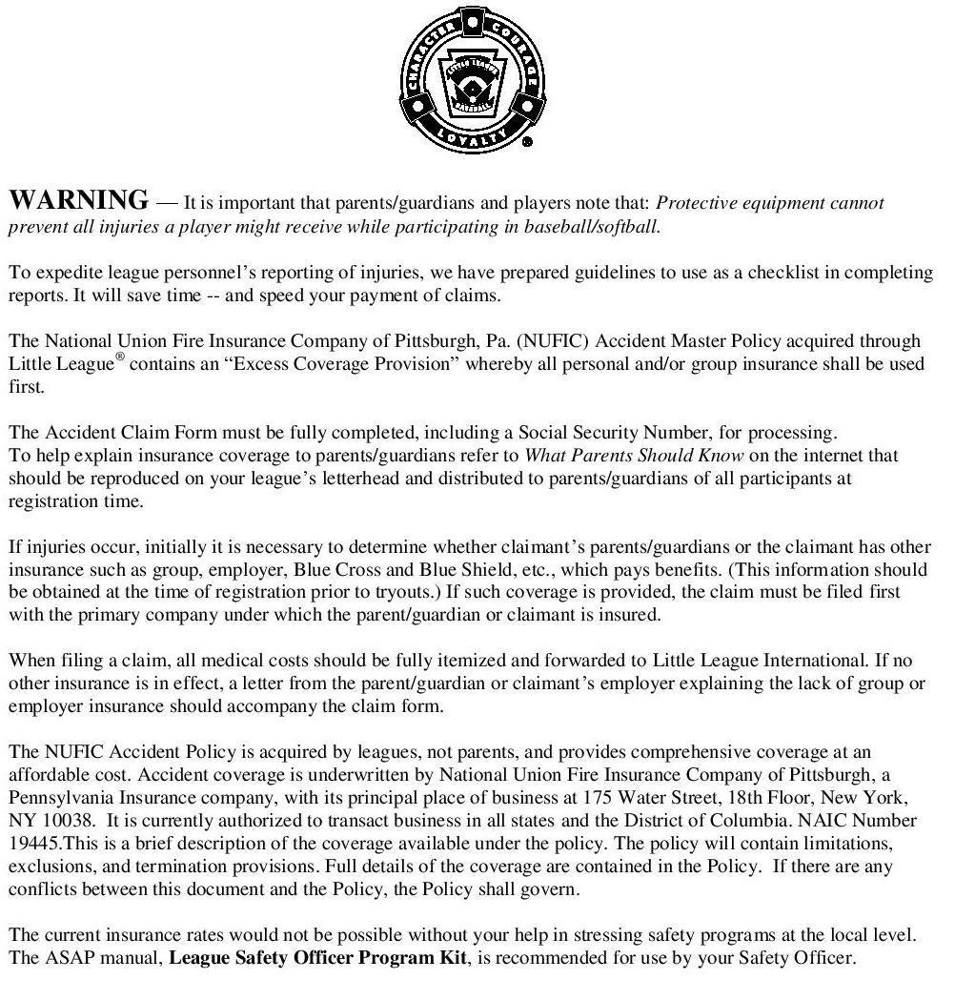 CHARACTER COURAGE
LITTLE LEAGUE
BASEBALL
LOYALTY
®
WARNING — It is important that parents/guardians and players note that: Protective equipment cannot
prevent all injuries a player might receive while participating in baseball/softball.
To expedite league personnel’s reporting of injuries, we have prepared guidelines to use as a checklist in completing
reports. It will save time -- and speed your payment of claims.
The National Union Fire Insurance Company of Pittsburgh, Pa. (NUFIC) Accident Master Policy acquired through
Little League® contains an “Excess Coverage Provision” whereby all personal and/or group insurance shall be used
first.
The Accident Claim Form must be fully completed, including a Social Security Number, for processing.
To help explain insurance coverage to parents/guardians refer to What Parents Should Know on the internet that
should be reproduced on your league’s letterhead and distributed to parents/guardians of all participants at
registration time.
If injuries occur, initially it is necessary to determine whether claimant’s parents/guardians or the claimant has other
insurance such as group, employer, Blue Cross and Blue Shield, etc., which pays benefits. (This information should
be obtained at the time of registration prior to tryouts.) If such coverage is provided, the claim must be filed first
with the primary company under which the parent/guardian or claimant is insured.
When filing a claim, all medical costs should be fully itemized and forwarded to Little League International. If no
other insurance is in effect, a letter from the parent/guardian or claimant’s employer explaining the lack of group or
employer insurance should accompany the claim form.
The NUFIC Accident Policy is acquired by leagues, not parents, and provides comprehensive coverage at an
affordable cost. Accident coverage is underwritten by National Union Fire Insurance Company of Pittsburgh, a
Pennsylvania Insurance company, with its principal place of business at 175 Water Street, 18th Floor, New York,
NY 10038.  It is currently authorized to transact business in all states and the District of Columbia. NAIC Number
19445.This is a brief description of the coverage available under the policy. The policy will contain limitations,
exclusions, and termination provisions. Full details of the coverage are contained in the Policy.  If there are any
conflicts between this document and the Policy, the Policy shall govern.
The current insurance rates would not be possible without your help in stressing safety programs at the local level.
The ASAP manual, League Safety Officer Program Kit, is recommended for use by your Safety Officer.